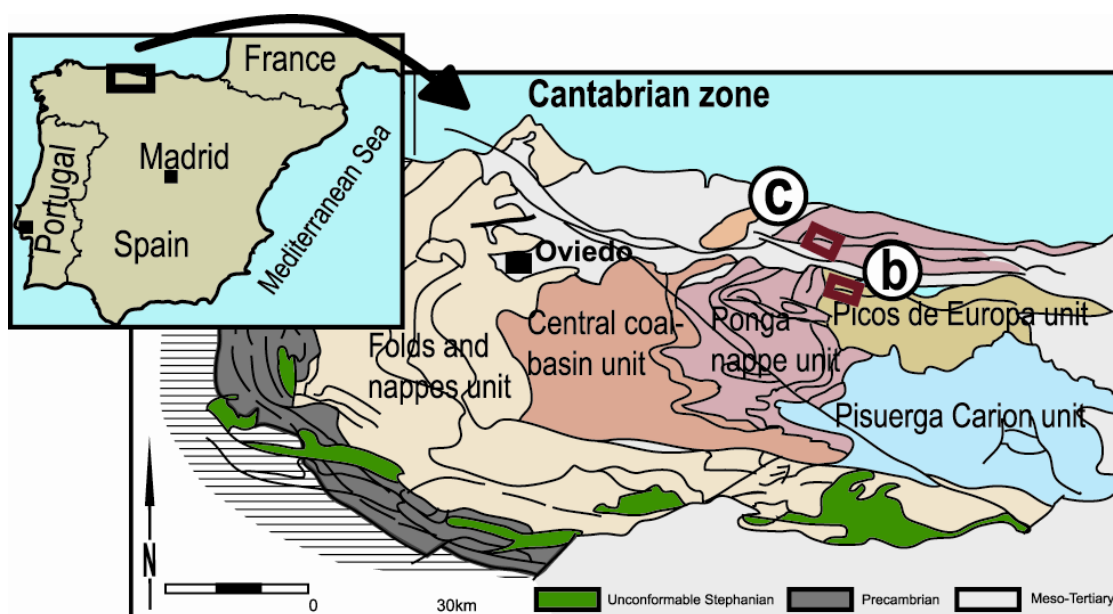 France
Portugal
Madrid
Spain
Mediterranean Sea
Cantabrian zone
c
Oviedo
b
Folds and
nappes unit
Central coal-
basin unit
Ponga
nappe unit
Picos de Europa unit
Pisuerga Carion unit
N
0
30km
Unconformable Stephanian
Precambrian
Meso-Tertiary